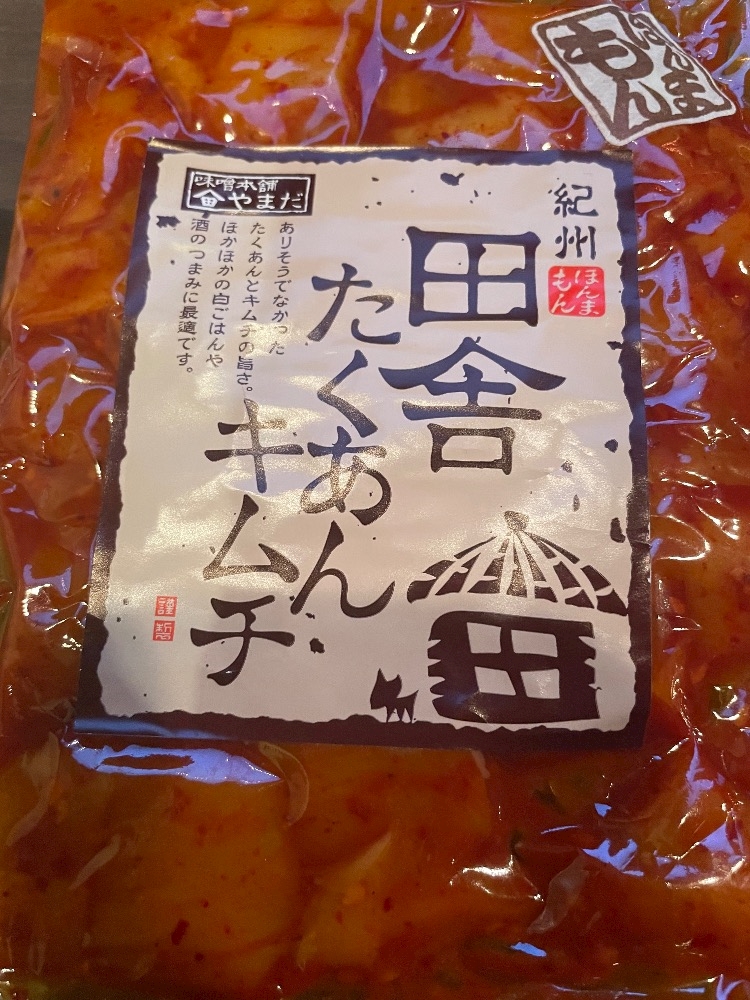 ほんま
もん
紀州
ほんま
もん
田舎
たくあん
キムチ
味噌本舗
やまだ
ありそうでなかった
たくあんとキムチの旨さ。
ほかほかの白ごはんや
酒のつまみに最適です。
謹製